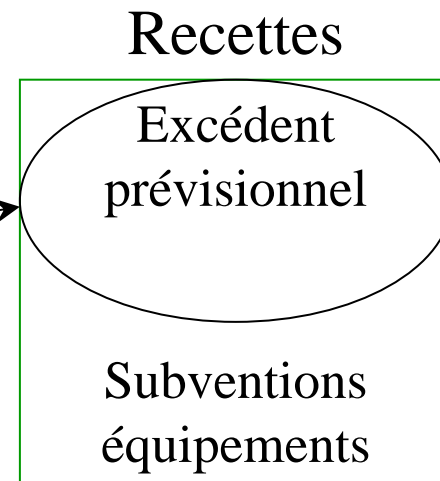 Recettes
Excédent
prévisionnel
Subventions
équipements